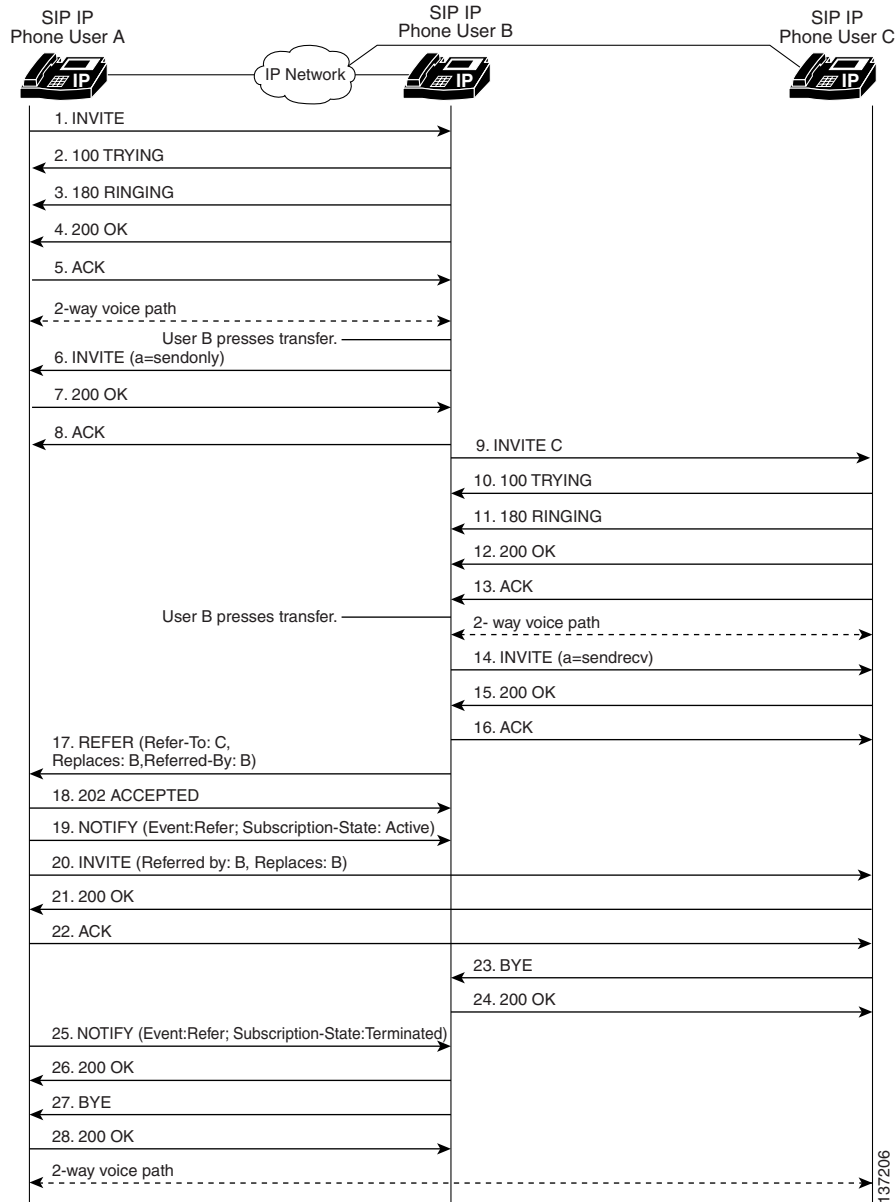 SIP IP
Phone User A
SIP IP
Phone User B
SIP IP
Phone User C
IP
IP Network
IP
IP
1. INVITE
2. 100 TRYING
3. 180 RINGING
4. 200 OK
5. ACK
2-way voice path
User B presses transfer.
6. INVITE (a=sendonly)
7. 200 OK
8. ACK
9. INVITE C
10. 100 TRYING
11. 180 RINGING
12. 200 OK
13. ACK
User B presses transfer.
2- way voice path
14. INVITE (a=sendrecv)
15. 200 OK
16. ACK
17. REFER (Refer-To: C,
Replaces: B,Referred-By: B)
18. 202 ACCEPTED
19. NOTIFY (Event:Refer; Subscription-State: Active)
20. INVITE (Referred by: B, Replaces: B)
21. 200 OK
22. ACK
23. BYE
24. 200 OK
25. NOTIFY (Event:Refer; Subscription-State:Terminated)
26. 200 OK
27. BYE
28. 200 OK
2-way voice path
137206